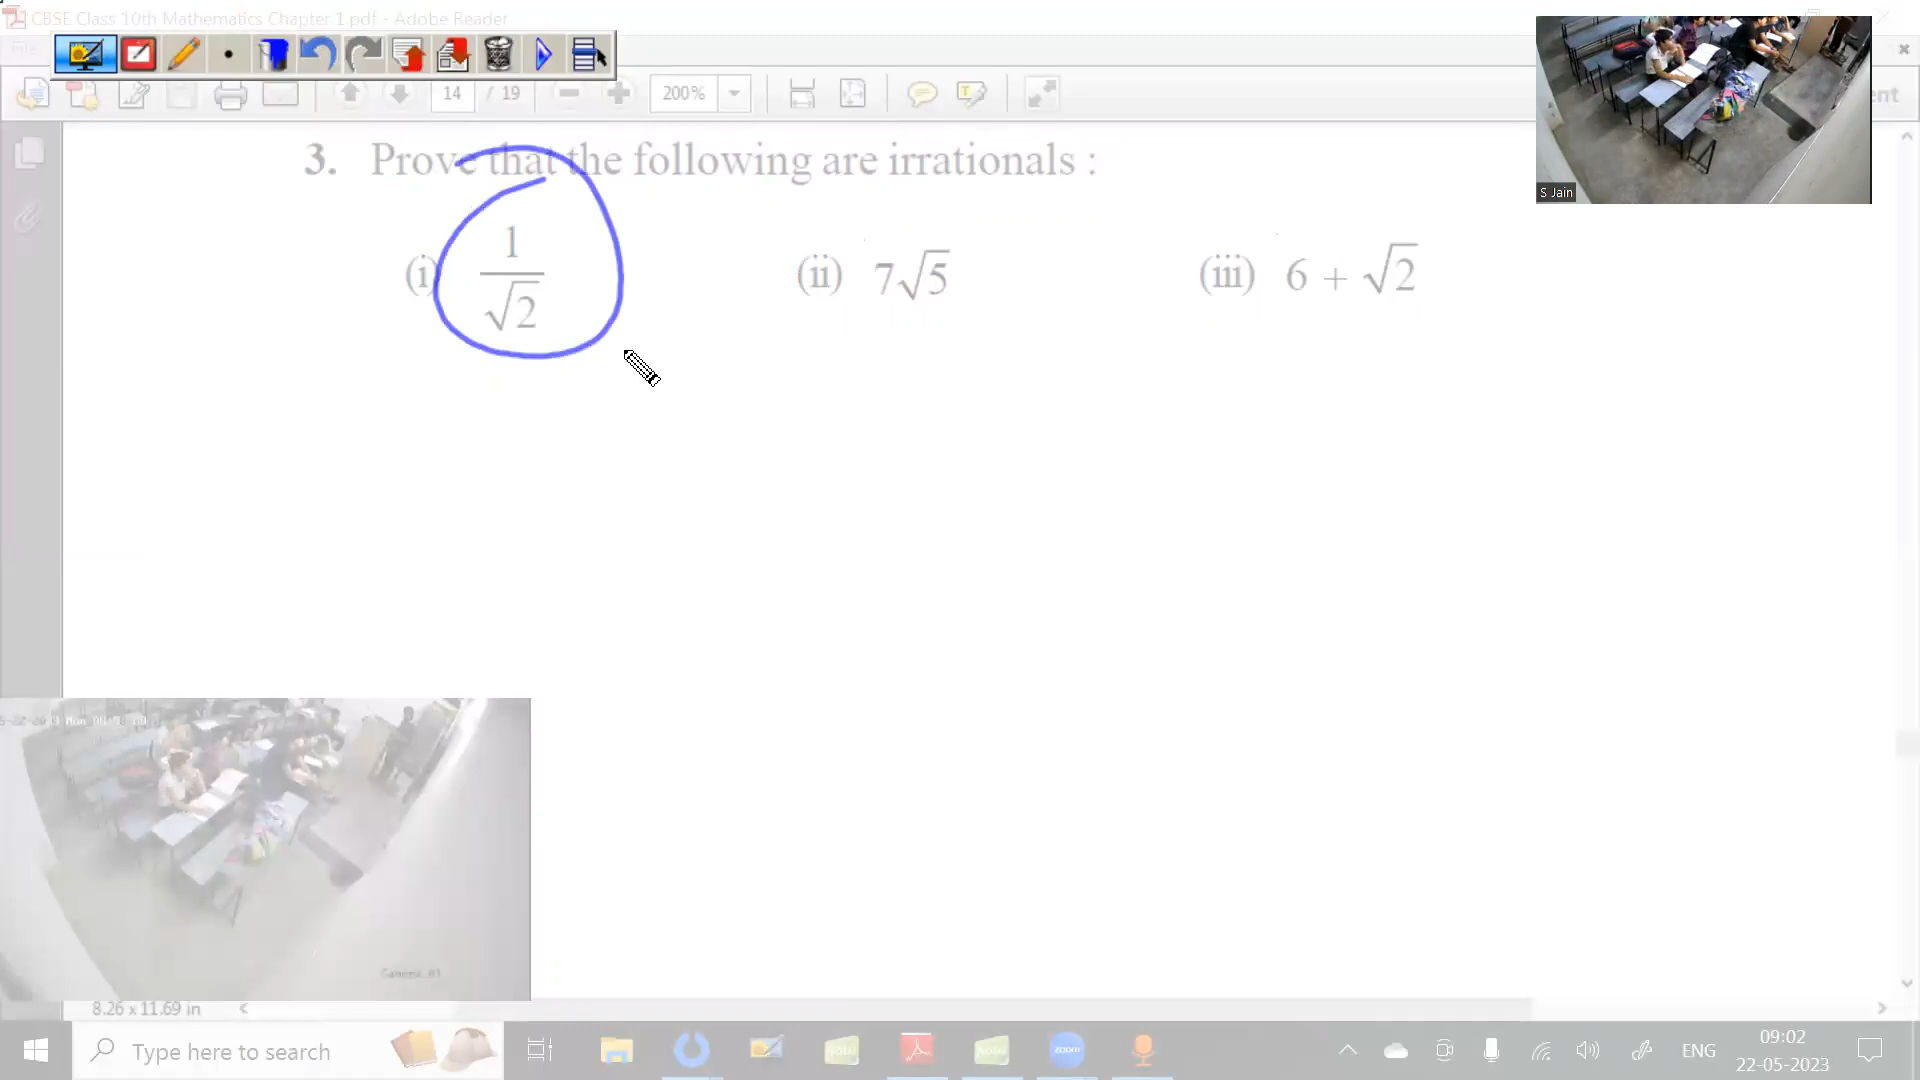 CBSE Class 10th Mathematics Chapter 1.pdf - Adobe Reader
14 / 19 200%
S Jain
3. Prove that the following are irrationals :
(i) 1/√2 (ii) 7√5 (iii) 6 + √2
8.26 x 11.69 in
Type here to search
zoom
ENG
09:02
22-05-2023